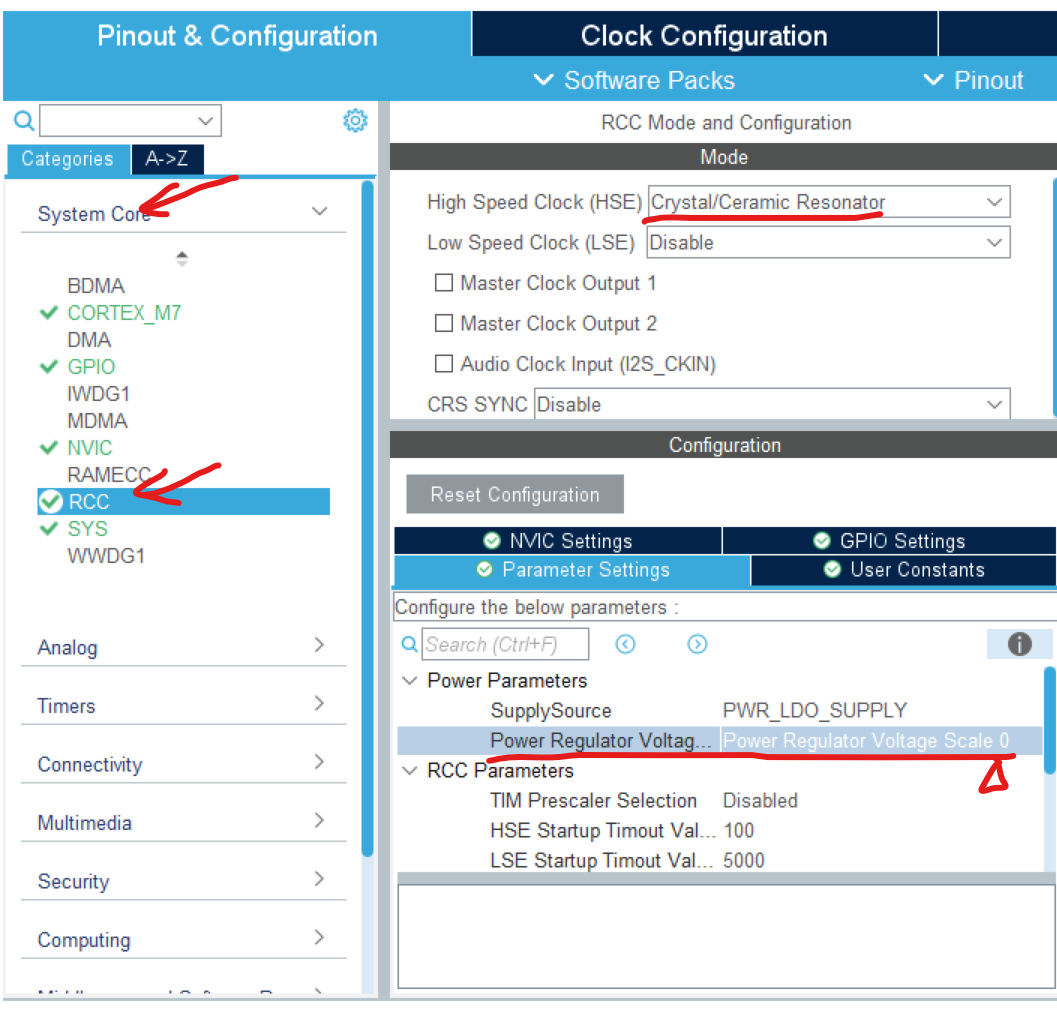 Pinout & Configuration
Clock Configuration
Software Packs
Pinout
Categories
A->Z
System Core
BDMA
CORTEX_M7
DMA
GPIO
IWDG1
MDMA
NVIC
RAMECC
RCC
SYS
WWDG1
Analog
Timers
Connectivity
Multimedia
Security
Computing
RCC Mode and Configuration
Mode
High Speed Clock (HSE) Crystal/Ceramic Resonator
Low Speed Clock (LSE) Disable
Master Clock Output 1
Master Clock Output 2
Audio Clock Input (I2S_CKIN)
CRS SYNC Disable
Configuration
Reset Configuration
NVIC Settings
GPIO Settings
Parameter Settings
User Constants
Configure the below parameters :
Search (Ctrl+F)
Power Parameters
SupplySource PWR_LDO_SUPPLY
Power Regulator Voltag... Power Regulator Voltage Scale 0
RCC Parameters
TIM Prescaler Selection Disabled
HSE Startup Timout Val... 100
LSE Startup Timout Val... 5000